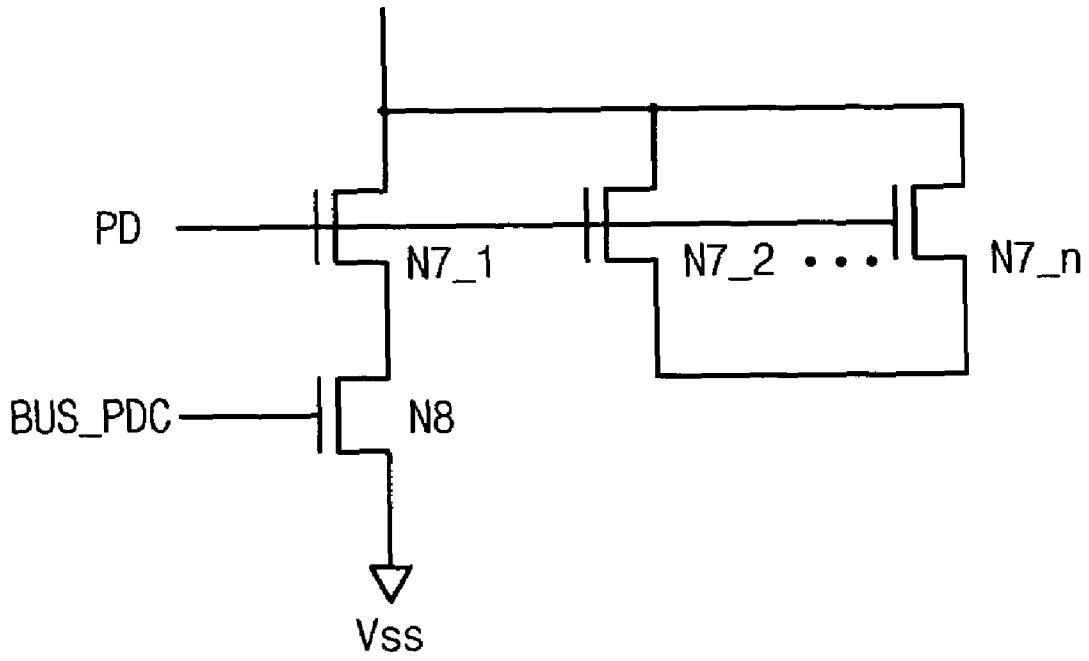 PD
N7_1
N7_2
• • •
N7_n
BUS_PDC
N8
Vss